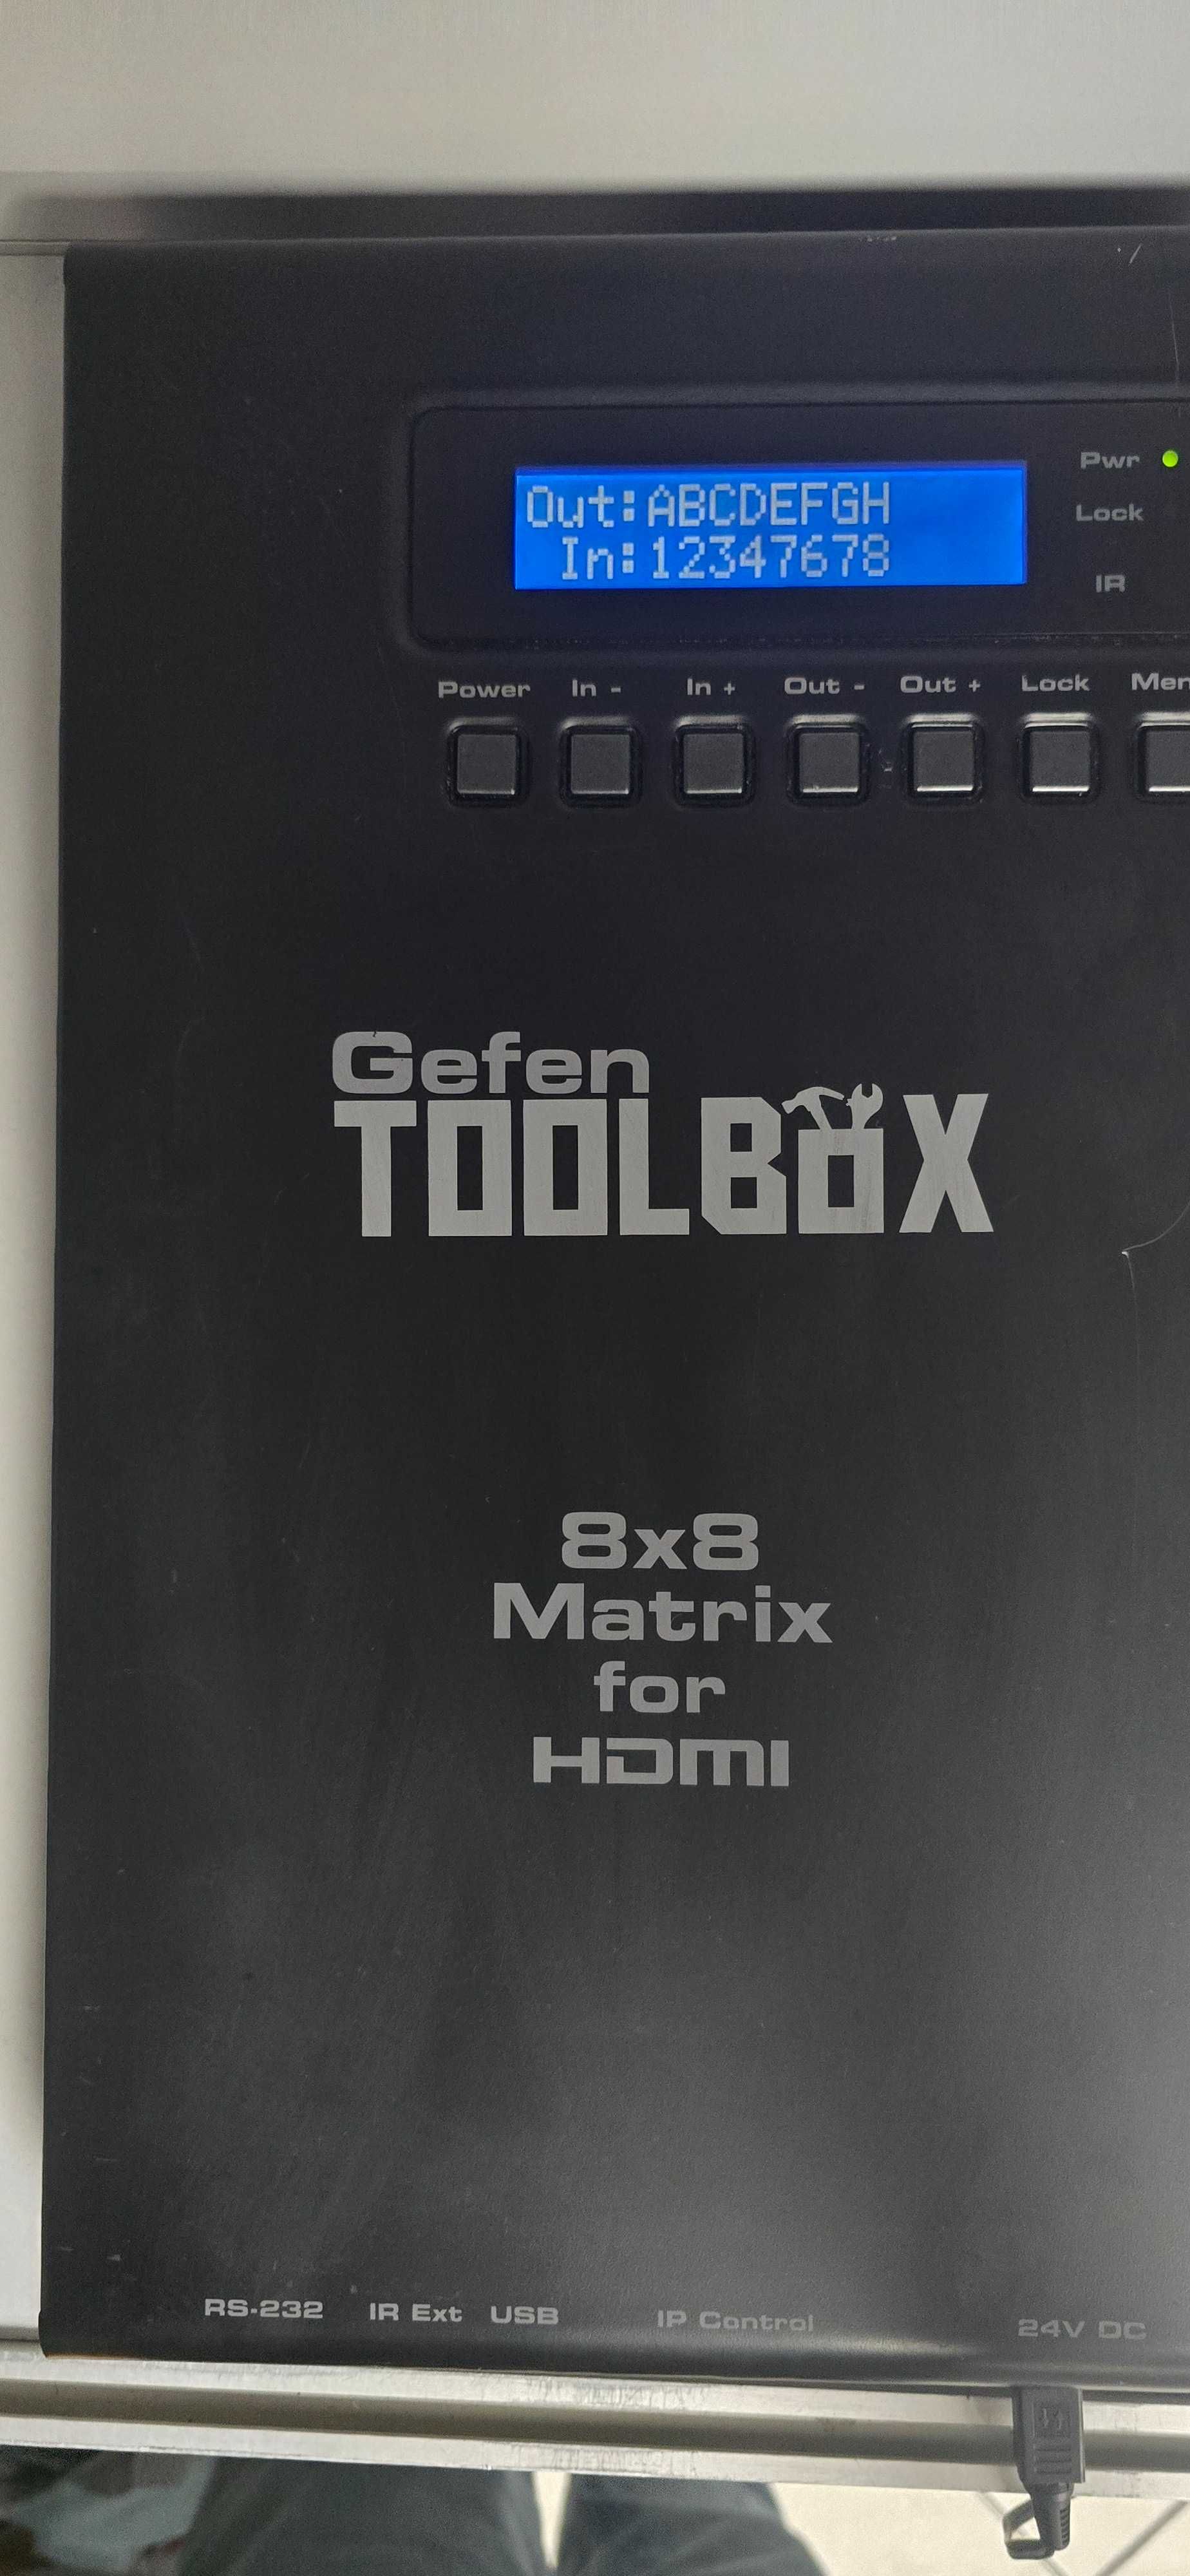 Out:ABCDEFGH
In:12347678
Pwr
Lock
IR
Power In - In + Out - Out + Lock Men
Gefen
TOOLBOX
8x8
Matrix
for
HDMI
RS-232 IR Ext USB IP Control 24V DC